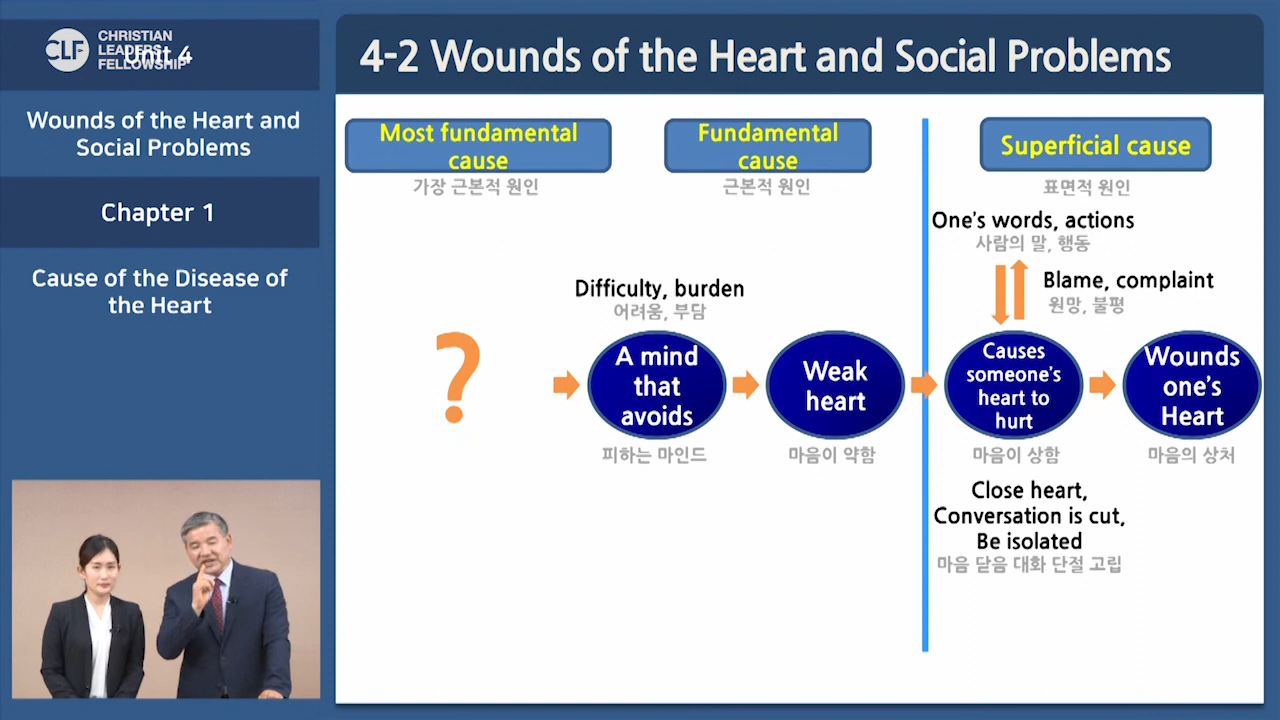 CLF
CHRISTIAN
LEADERS
FELLOWSHIP
Unit 4
Wounds of the Heart and
Social Problems
Chapter 1
Cause of the Disease of
the Heart
4-2 Wounds of the Heart and Social Problems
Most fundamental
cause
가장 근본적 원인
Fundamental
cause
근본적 원인
Superficial cause
표면적 원인
One's words, actions
사람의 말, 행동
Blame, complaint
원망, 불평
Difficulty, burden
어려움, 부담
?
A mind
that
avoids
피하는 마인드
Weak
heart
마음이 약함
Causes
someone's
heart to
hurt
마음이 상함
Wounds
one's
Heart
마음의 상처
Close heart,
Conversation is cut,
Be isolated
마음 닫음 대화 단절 고립